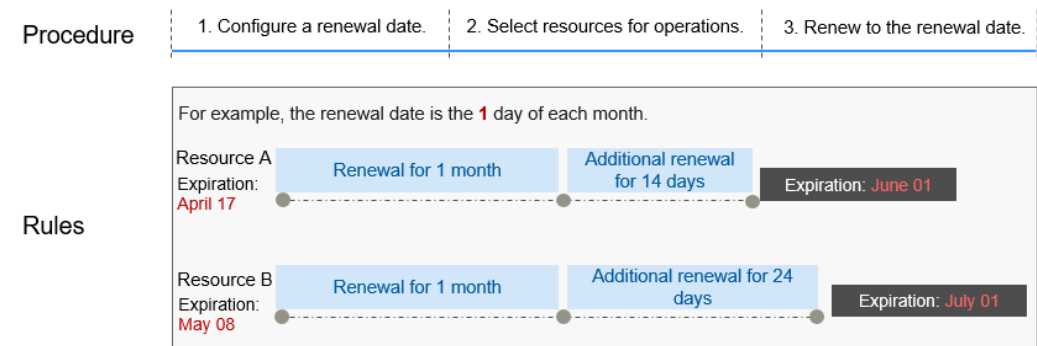 Procedure
1. Configure a renewal date.
2. Select resources for operations.
3. Renew to the renewal date.
Rules
For example, the renewal date is the 1 day of each month.
Resource A
Expiration:
April 17
Renewal for 1 month
Additional renewal
for 14 days
Expiration: June 01
Resource B
Expiration:
May 08
Renewal for 1 month
Additional renewal for 24
days
Expiration: July 01